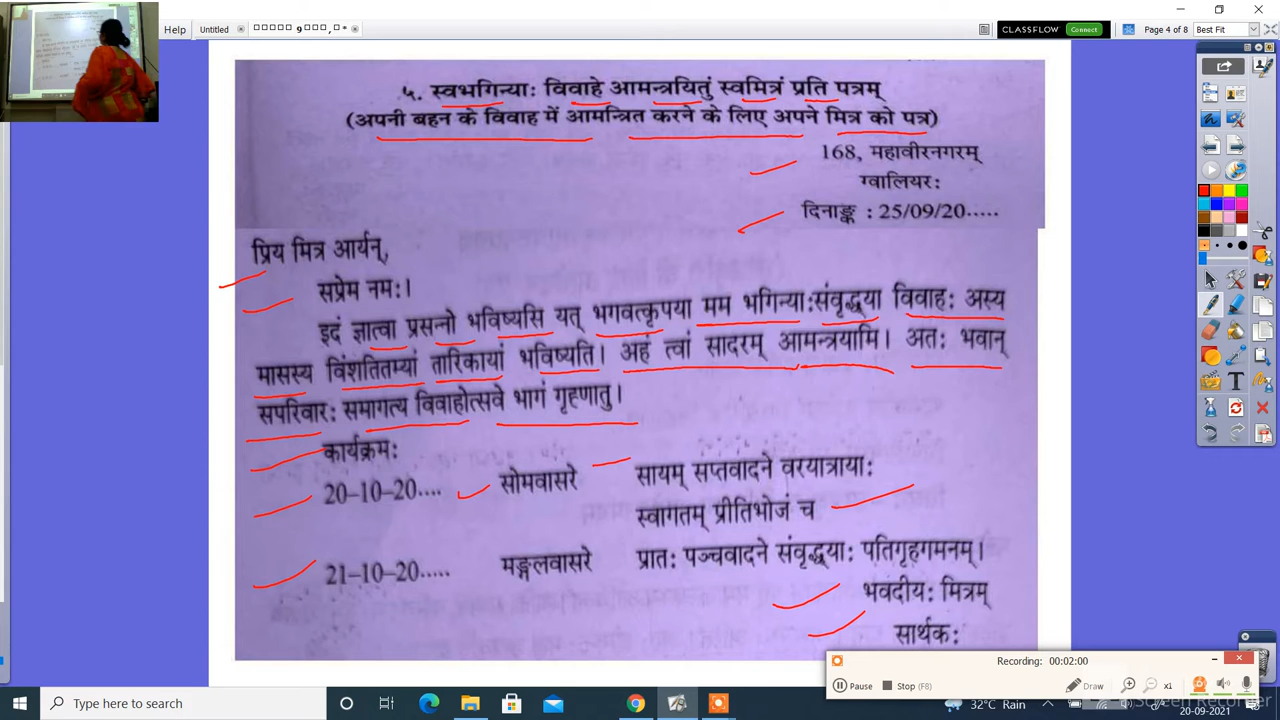 Help
Untitled
CLASSFLOW Connect
Page 4 of 8
Best Fit
५. स्वभगिन्याः विवाहे आमन्त्रयितुं स्वमित्रं प्रति पत्रम्
(अपनी बहन के विवाह में आमन्त्रित करने के लिए अपने मित्र को पत्र)
168, महावीरनगरम्
ग्वालियरः
दिनाङ्क : 25/09/20.....
प्रिय मित्र आर्यन्,
सप्रेम नमः।
इदं ज्ञात्वा प्रसन्नो भविष्यसि यत् भगवत्कृपया मम भगिन्याःसंवृद्ध्या विवाहः अस्य
मासस्य विंशतितम्यां तारिकायां भविष्यति। अहं त्वां सादरम् आमन्त्रयामि। अतः भवान्
सपरिवारः समागत्य विवाहोत्सवे भागं गृह्णातु।
कार्यक्रमः
20-10-20.... सोमवासरे सायम् सप्तवादने वरयात्रायाः
स्वागतम् प्रीतिभोजं च
21-10-20..... मङ्गलवासरे प्रातः पञ्चवादने संवृद्ध्याः पतिगृहगमनम्।
भवदीयः मित्रम्
सार्थकः
Recording: 00:02:00
Pause Stop (F8) Draw x1
Type here to search
32°C Rain
20-09-2021